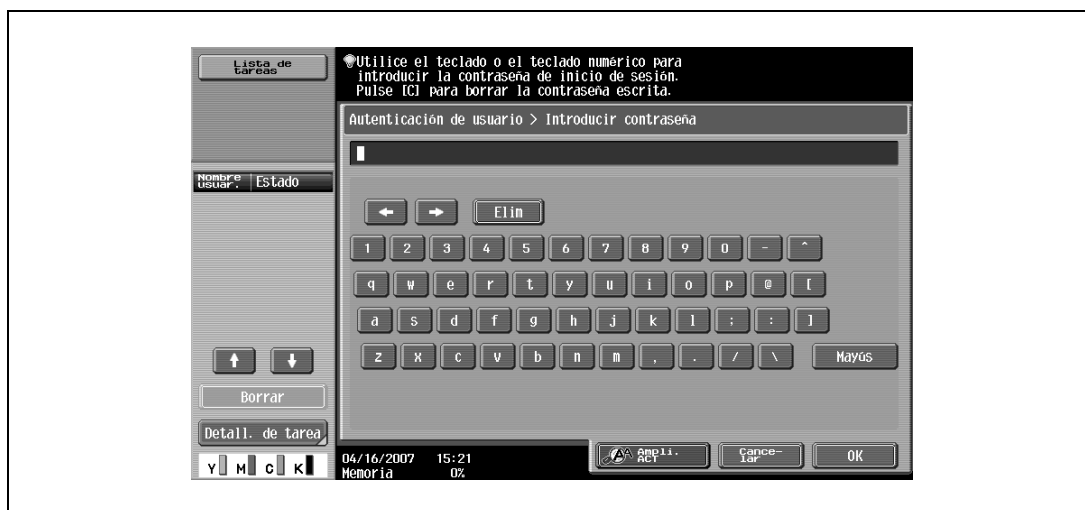 Lista de
tareas
Utilice el teclado o el teclado numérico para
introducir la contraseña de inicio de sesión.
Pulse [C] para borrar la contraseña escrita.
Autenticación de usuario > Introducir contraseña
Nombre
usuar.
Estado
Elim
1 2 3 4 5 6 7 8 9 0 - ^
q w e r t y u i o p @ [
a s d f g h j k l ; : ]
z x c v b n m , . / \ Mayús
Borrar
Detall. de tarea
Y M C K
04/16/2007 15:21
Memoria 0%
Ampli.
ACT
Cance-
lar
OK